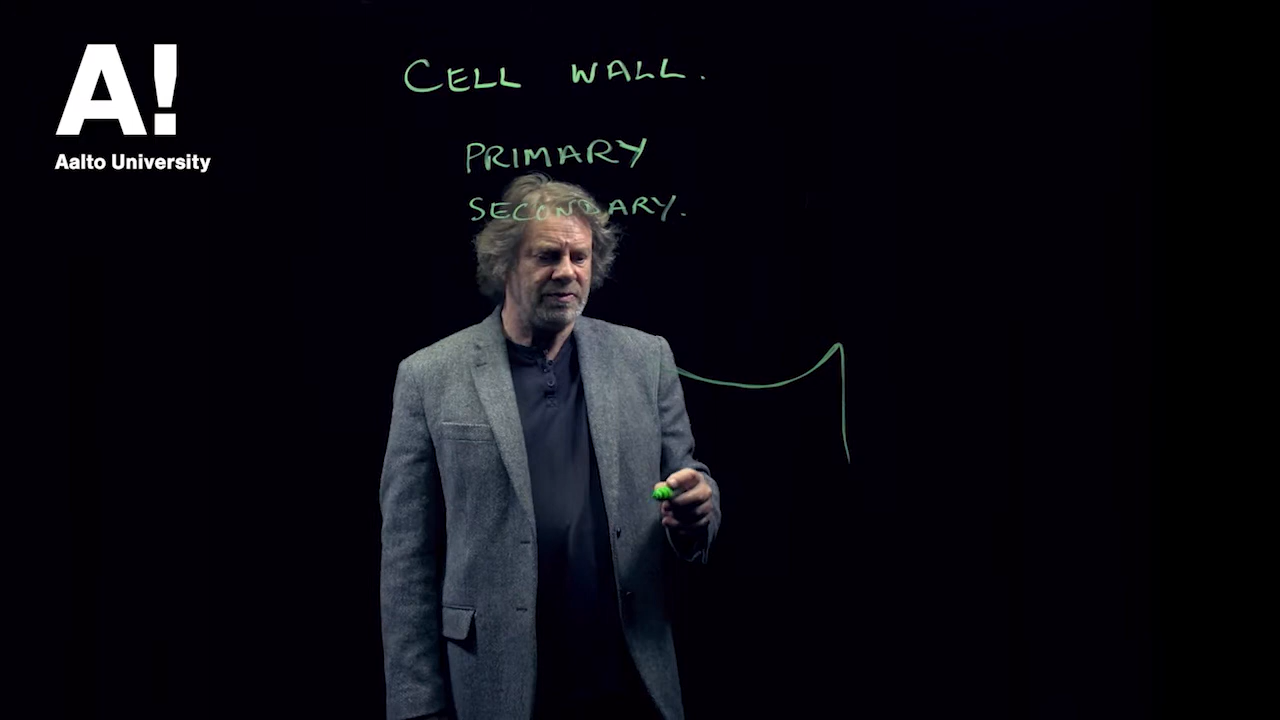 A!
Aalto University
CELL WALL.
PRIMARY
SECONDARY.